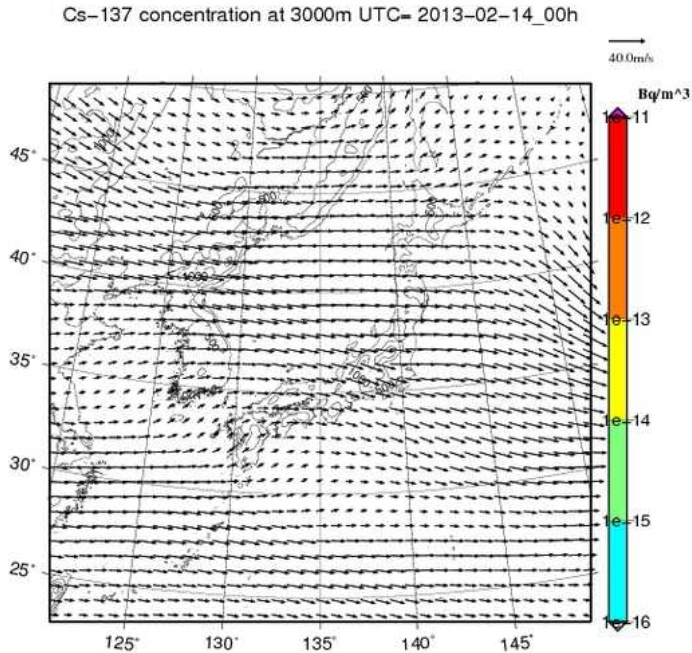 Cs-137 concentration at 3000m UTC= 2013-02-14_00h
40.0m/s
Bq/m^3
1e-11
45°
1e-12
40°
1000
1e-13
35°
1e-14
30°
1e-15
25°
1e-16
125° 130° 135° 140° 145°